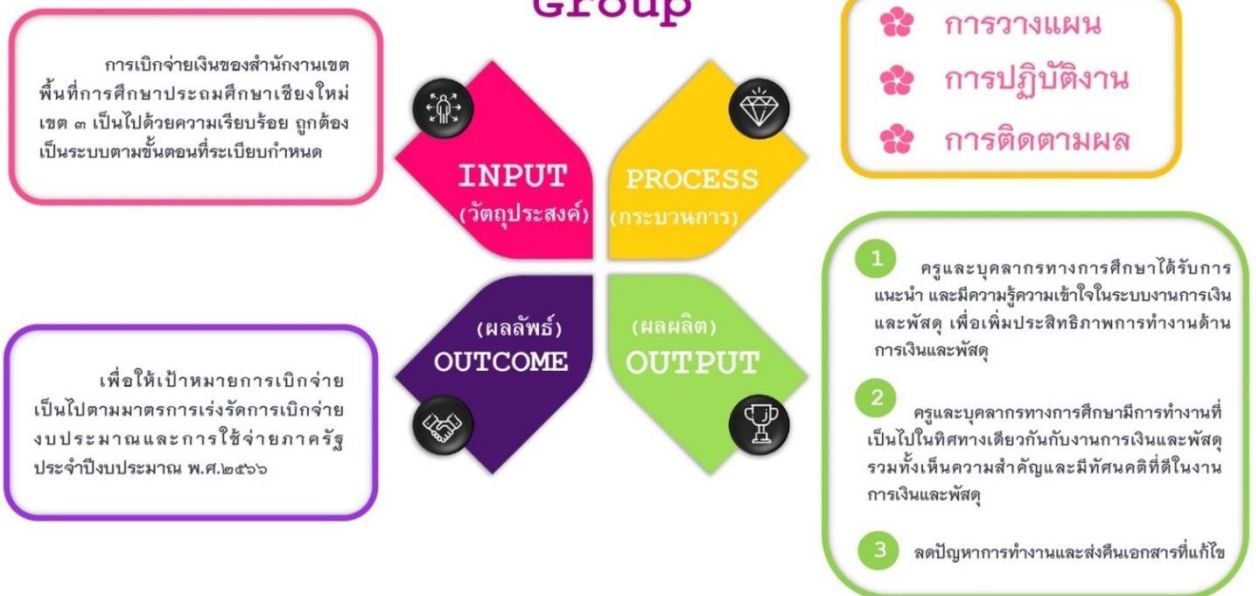 Group
การเบิกจ่ายเงินของสำนักงานเขต
พื้นที่การศึกษาประถมศึกษาเชียงใหม่
เขต ๓ เป็นไปด้วยความเรียบร้อย ถูกต้อง
เป็นระบบตามขั้นตอนที่ระเบียบกำหนด
INPUT
(วัตถุประสงค์)
PROCESS
(กระบวนการ)
การวางแผน
การปฏิบัติงาน
การติดตามผล
(ผลลัพธ์)
OUTCOME
(ผลผลิต)
OUTPUT
เพื่อให้เป้าหมายการเบิกจ่าย
เป็นไปตามมาตรการเร่งรัดการเบิกจ่าย
งบประมาณและการใช้จ่ายภาครัฐ
ประจำปีงบประมาณ พ.ศ.๒๕๖๖
1 ครูและบุคลากรทางการศึกษาได้รับการ
แนะนำ และมีความรู้ความเข้าใจในระบบงานการเงิน
และพัสดุ เพื่อเพิ่มประสิทธิภาพการทำงานด้าน
การเงินและพัสดุ
2 ครูและบุคลากรทางการศึกษามีการทำงานที่
เป็นไปในทิศทางเดียวกันกับงานการเงินและพัสดุ
รวมทั้งเห็นความสำคัญและมีทัศนคติที่ดีในงาน
การเงินและพัสดุ
3 ลดปัญหาการทำงานและส่งคืนเอกสารที่แก้ไข